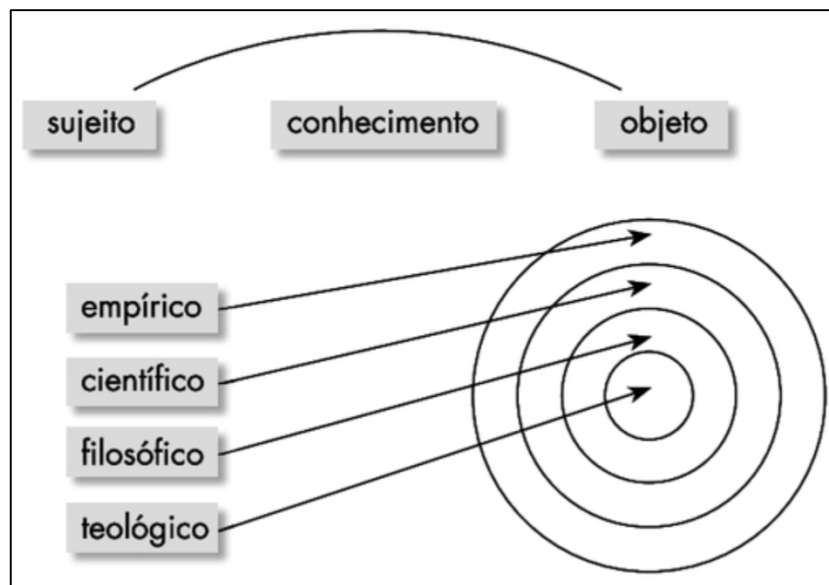 sujeito conhecimento objeto
empírico
científico
filosófico
teológico